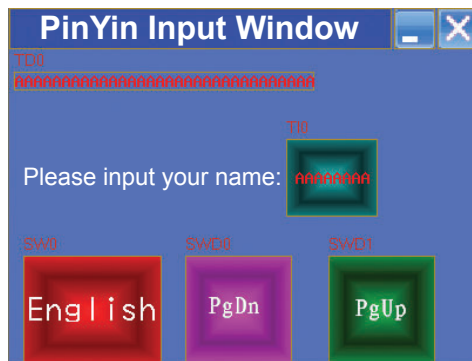 PinYin Input Window
TD0
AAAAAAAAAAAAAAAAAAAAAAAAAAAAAAAAAAAAAA
TI0
Please input your name: AAAAAAAA
SW0 SWD0 SWD1
English PgDn PgUp